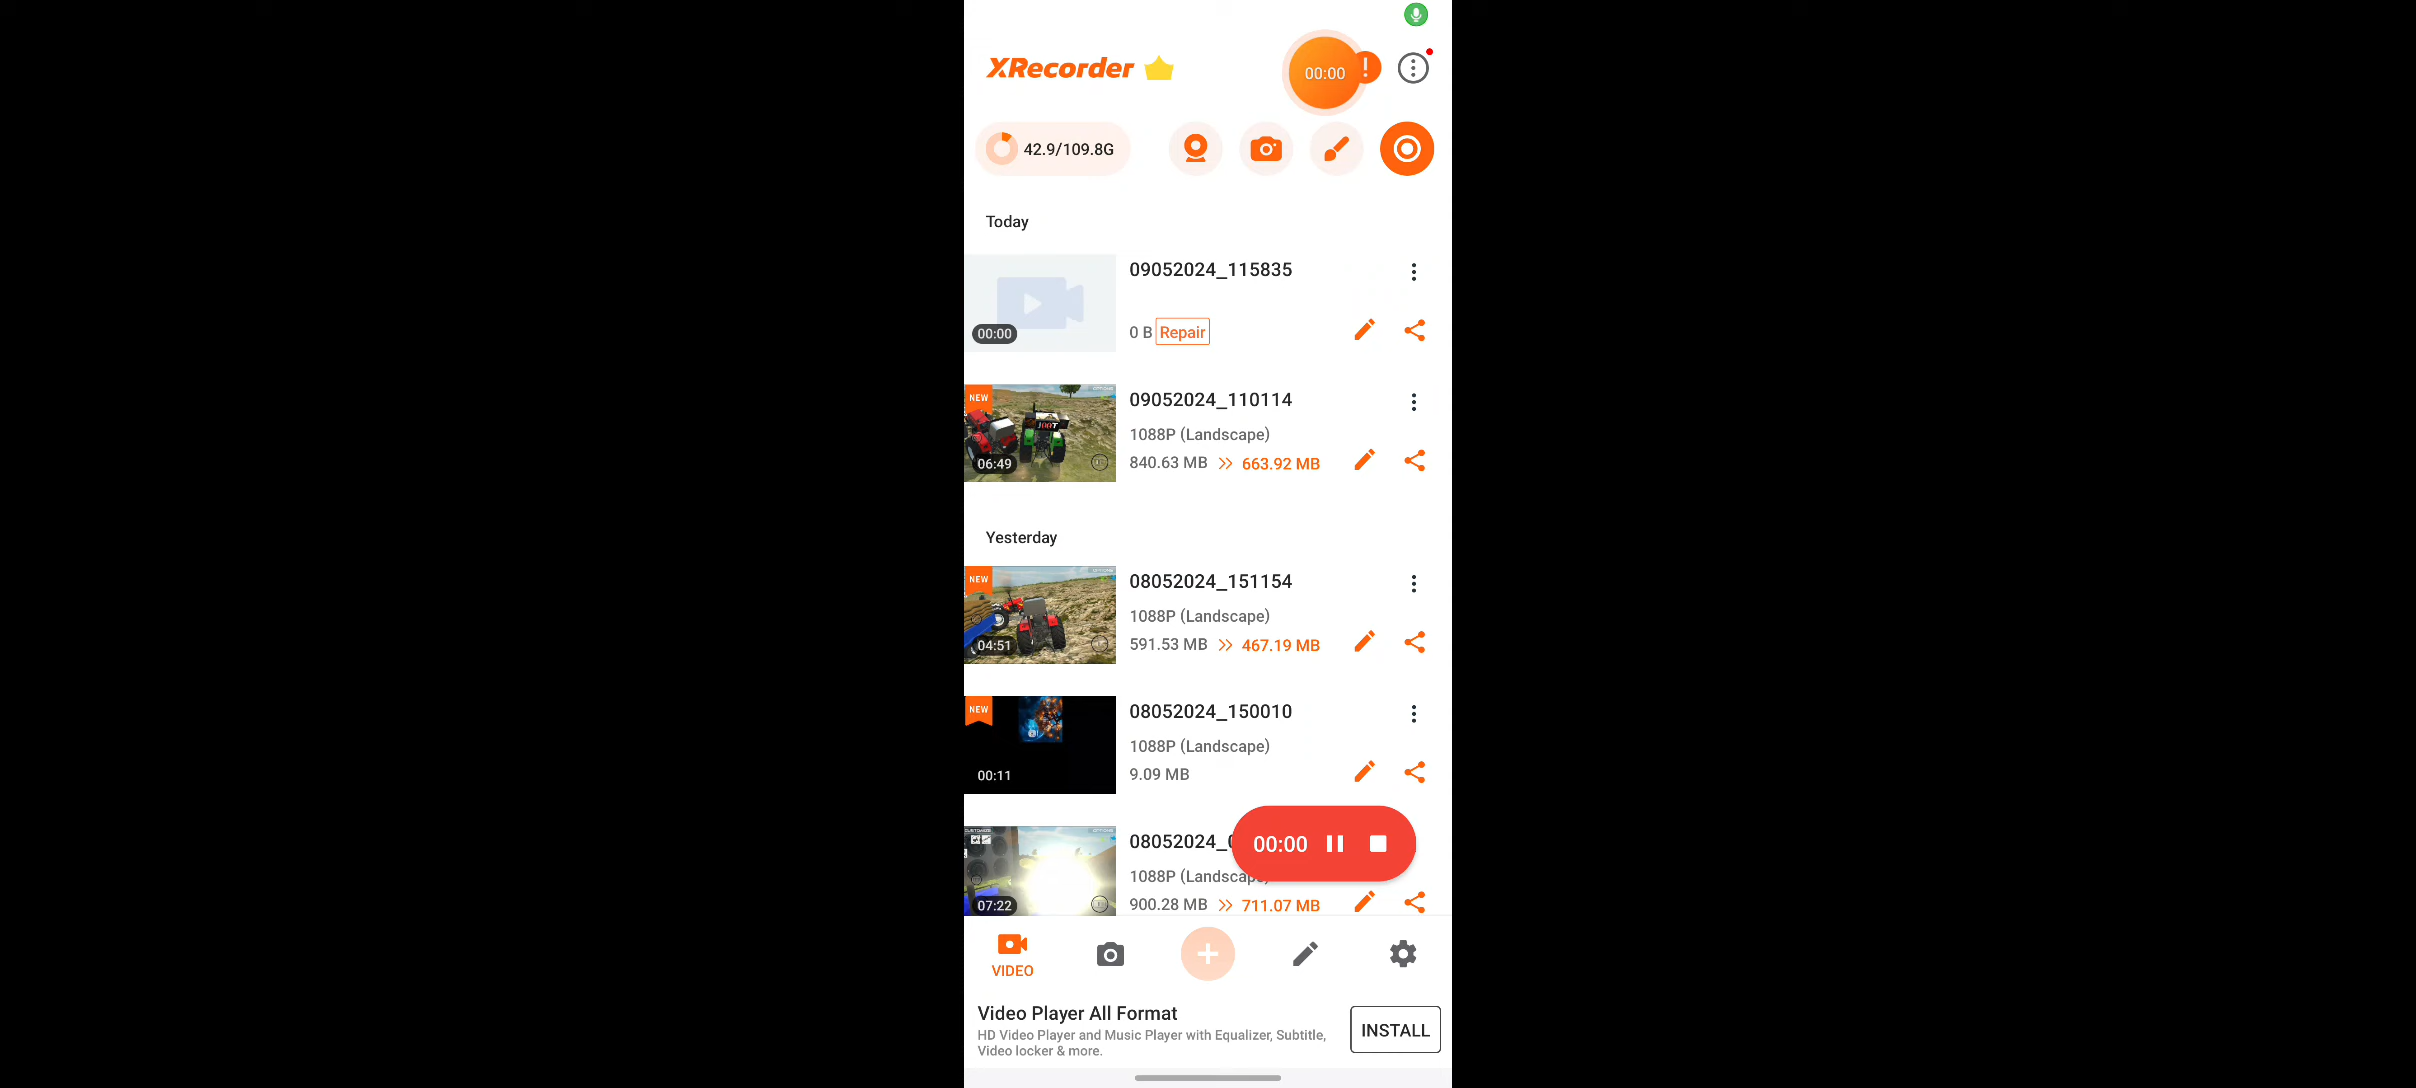 XRecorder
00:00
!
42.9/109.8G
Today
09052024_115835
00:00
0 B Repair
NEW
JAAT
09052024_110114
1088P (Landscape)
06:49
840.63 MB >> 663.92 MB
Yesterday
NEW
08052024_151154
1088P (Landscape)
04:51
591.53 MB >> 467.19 MB
NEW
08052024_150010
1088P (Landscape)
00:11
9.09 MB
CUSTOMIZE
08052024_
00:00
1088P (Landscape)
07:22
900.28 MB >> 711.07 MB
VIDEO
Video Player All Format
HD Video Player and Music Player with Equalizer, Subtitle,
Video locker & more.
INSTALL